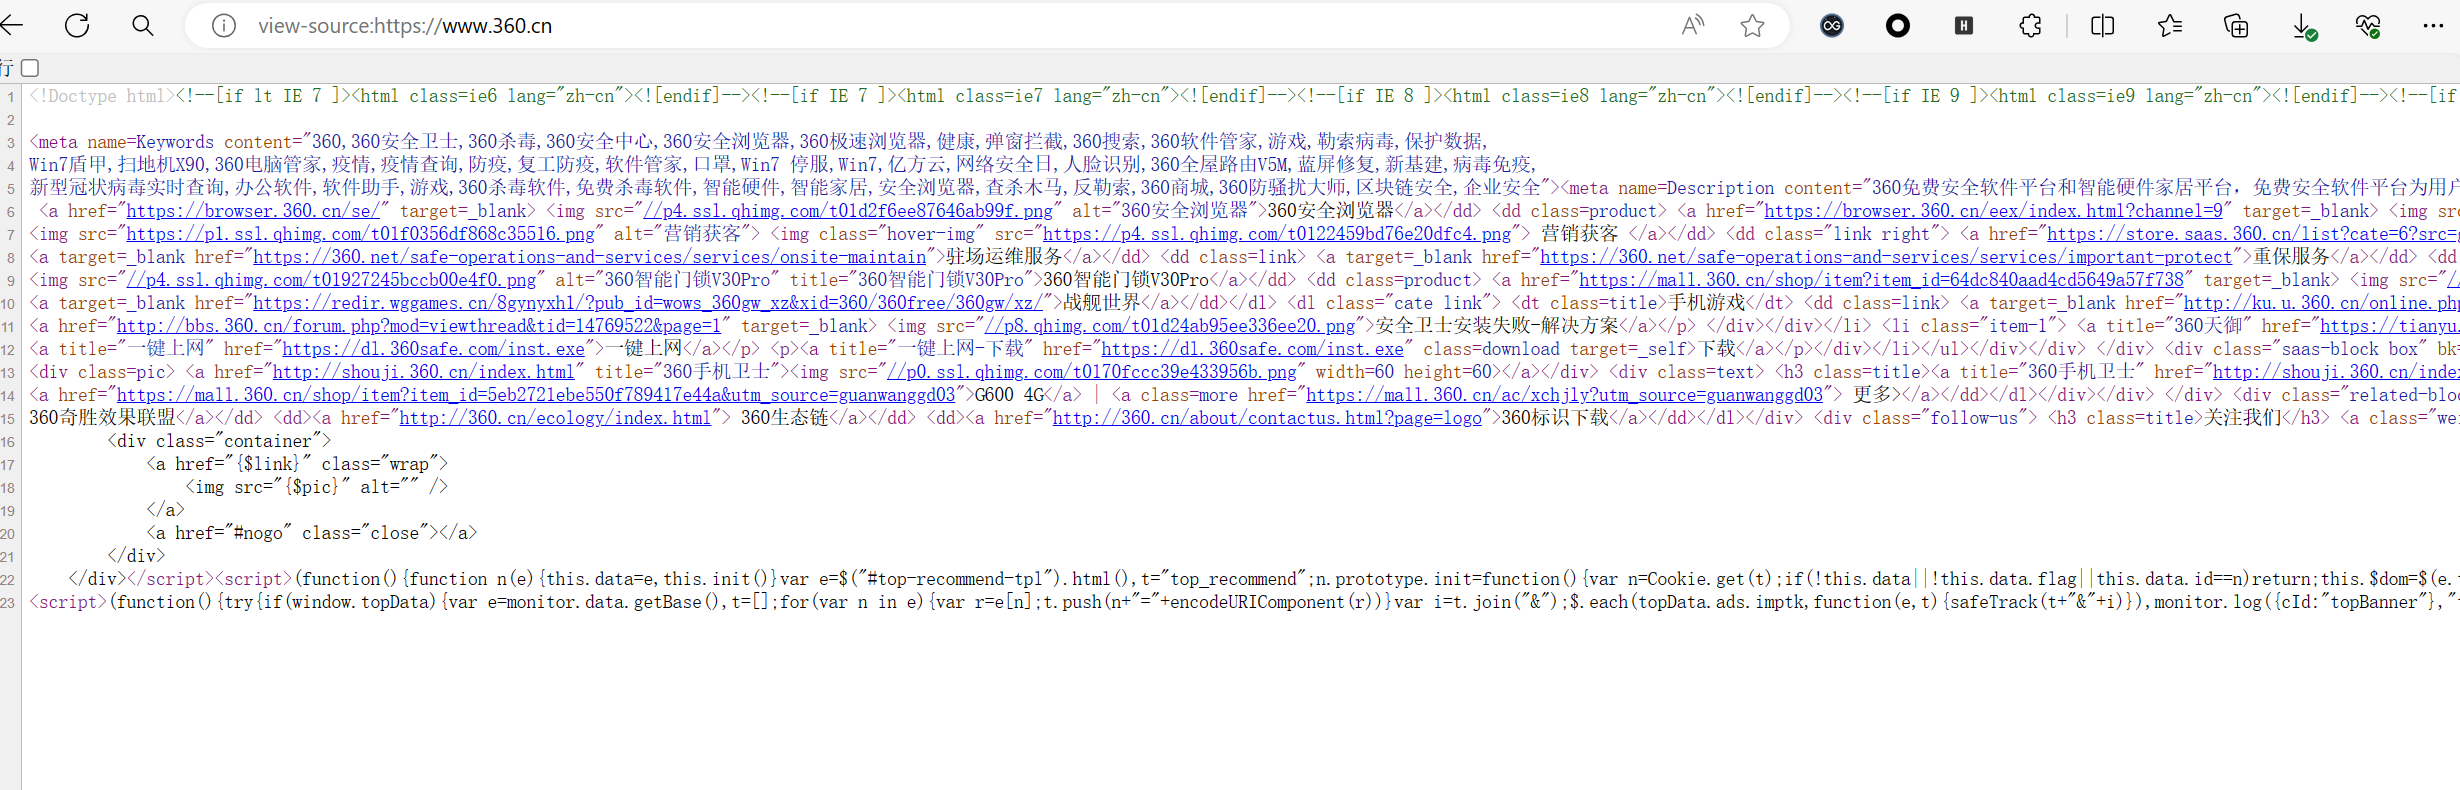 view-source:https://www.360.cn
行
1 <!Doctype html><!--[if lt IE 7 ]><html class=ie6 lang="zh-cn"><![endif]--><!--[if IE 7 ]><html class=ie7 lang="zh-cn"><![endif]--><!--[if IE 8 ]><html class=ie8 lang="zh-cn"><![endif]--><!--[if IE 9 ]><html class=ie9 lang="zh-cn"><![endif]--><!--[if
2
3 <meta name=Keywords content="360,360安全卫士,360杀毒,360安全中心,360安全浏览器,360极速浏览器,健康,弹窗拦截,360搜索,360软件管家,游戏,勒索病毒,保护数据,
4 Win7盾甲,扫地机X90,360电脑管家,疫情,疫情查询,防疫,复工防疫,软件管家,口罩,Win7 停服,Win7,亿方云,网络安全日,人脸识别,360全屋路由V5M,蓝屏修复,新基建,病毒免疫,
5 新型冠状病毒实时查询,办公软件,软件助手,游戏,360杀毒软件,免费杀毒软件,智能硬件,智能家居,安全浏览器,查杀木马,反勒索,360商城,360防骚扰大师,区块链安全,企业安全"><meta name=Description content="360免费安全软件平台和智能硬件家居平台，免费安全软件平台为用户
6 <a href="https://browser.360.cn/se/" target=_blank> <img src="//p4.ssl.qhimg.com/t01d2f6ee87646ab99f.png" alt="360安全浏览器">360安全浏览器</a></dd> <dd class=product> <a href="https://browser.360.cn/eex/index.html?channel=9" target=_blank> <img src
7 <img src="https://p1.ssl.qhimg.com/t01f0356df868c35516.png" alt="营销获客"> <img class="hover-img" src="https://p4.ssl.qhimg.com/t0122459bd76e20dfc4.png"> 营销获客 </a></dd> <dd class="link right"> <a href="https://store.saas.360.cn/list?cate=6?src=g
8 <a target=_blank href="https://360.net/safe-operations-and-services/services/onsite-maintain">驻场运维服务</a></dd> <dd class=link> <a target=_blank href="https://360.net/safe-operations-and-services/services/important-protect">重保服务</a></dd> <dd
9 <img src="//p4.ssl.qhimg.com/t01927245bccb00e4f0.png" alt="360智能门锁V30Pro" title="360智能门锁V30Pro">360智能门锁V30Pro</a></dd> <dd class=product> <a href="https://mall.360.cn/shop/item?item_id=64dc840aad4cd5649a57f738" target=_blank> <img src="//
10 <a target=_blank href="https://redir.wggames.cn/8gynyxhl/?pub_id=wows_360gw_xz&xid=360/360free/360gw/xz/">战舰世界</a></dd></dl> <dl class="cate link"> <dt class=title>手机游戏</dt> <dd class=link> <a target=_blank href="http://ku.u.360.cn/online.php
11 <a href="http://bbs.360.cn/forum.php?mod=viewthread&tid=14769522&page=1" target=_blank> <img src="//p8.qhimg.com/t01d24ab95ee336ee20.png">安全卫士安装失败-解决方案</a></p> </div></div></li> <li class="item-1"> <a title="360天御" href="https://tianyu.
12 <a title="一键上网" href="https://dl.360safe.com/inst.exe">一键上网</a></p> <p><a title="一键上网-下载" href="https://dl.360safe.com/inst.exe" class=download target=_self>下载</a></p></div></li></ul></div></div> </div> <div class="saas-block box" bk=
13 <div class=pic> <a href="http://shouji.360.cn/index.html" title="360手机卫士"><img src="//p0.ssl.qhimg.com/t0170fccc39e433956b.png" width=60 height=60></a></div> <div class=text> <h3 class=title><a title="360手机卫士" href="http://shouji.360.cn/index
14 <a href="https://mall.360.cn/shop/item?item_id=5eb2721ebe550f789417e44a&utm_source=guanwanggd03">G600 4G</a> | <a class=more href="https://mall.360.cn/ac/xchjly?utm_source=guanwanggd03"> 更多></a></dd></dl></div></div> </div> <div class="related-bloc
15 360奇胜效果联盟</a></dd> <dd><a href="http://360.cn/ecology/index.html"> 360生态链</a></dd> <dd><a href="http://360.cn/about/contactus.html?page=logo">360标识下载</a></dd></dl></div> <div class="follow-us"> <h3 class=title>关注我们</h3> <a class="wei
16 <div class="container">
17 <a href="{$link}" class="wrap">
18 <img src="{$pic}" alt="" />
19 </a>
20 <a href="#nogo" class="close"></a>
21 </div>
22 </div></script><script>(function(){function n(e){this.data=e,this.init()}var e=$("#top-recommend-tpl").html(),t="top_recommend";n.prototype.init=function(){var n=Cookie.get(t);if(!this.data||!this.data.flag||this.data.id==n)return;this.$dom=$(e.
23 <script>(function(){try{if(window.topData){var e=monitor.data.getBase(),t=[];for(var n in e){var r=e[n];t.push(n+"="+encodeURIComponent(r))}var i=t.join("&");$.each(topData.ads.imptk,function(e,t){safeTrack(t+"&"+i)}),monitor.log({cId:"topBanner"},"